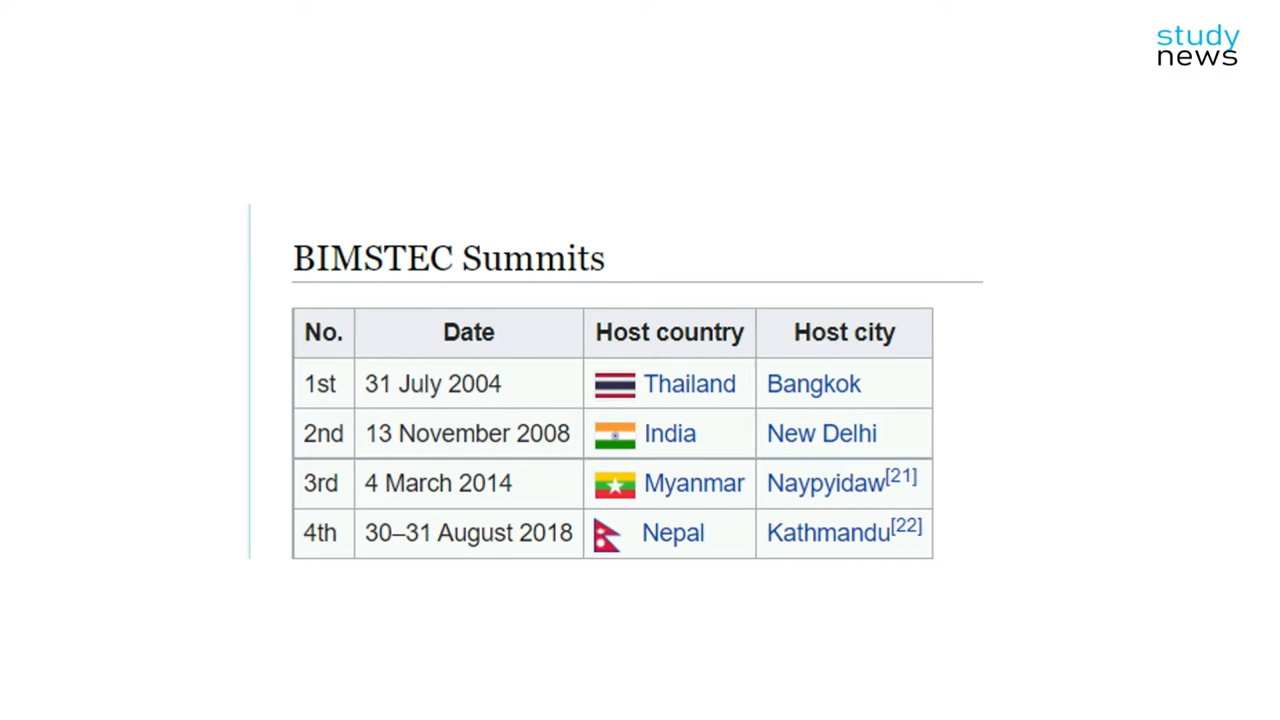 study
news
BIMSTEC Summits
No. Date Host country Host city
1st 31 July 2004 Thailand Bangkok
2nd 13 November 2008 India New Delhi
3rd 4 March 2014 Myanmar Naypyidaw[21]
4th 30–31 August 2018 Nepal Kathmandu[22]